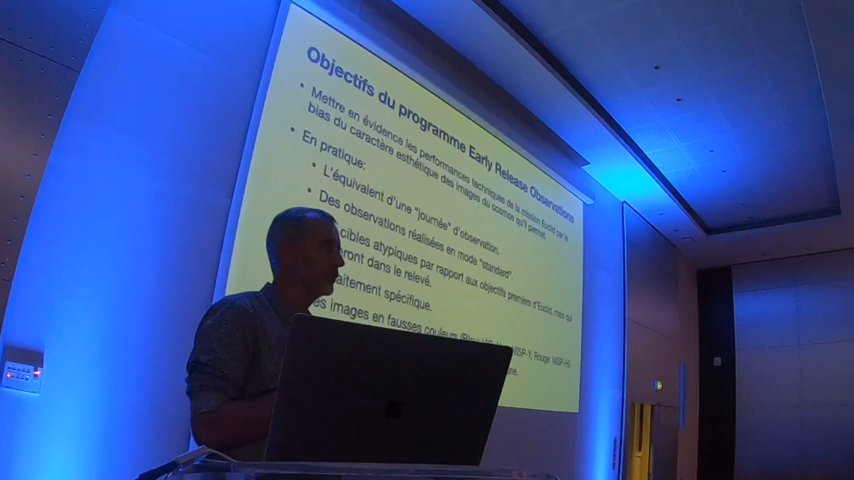 Objectifs du programme Early Release Observations
• Mettre en évidence les performances techniques de la mission Euclid par le
biais du caractère esthétique des images du cosmos qu'il permet.
• En pratique:
• L'équivalent d'une "journée" d'observation.
• Des observations réalisées en mode "standard".
cibles atypiques par rapport aux objectifs premiers d'Euclid, mais qui
ront dans le relevé.
aitement spécifique.
es images en fausses couleurs NISP-Y, Rouge: NISP-H).